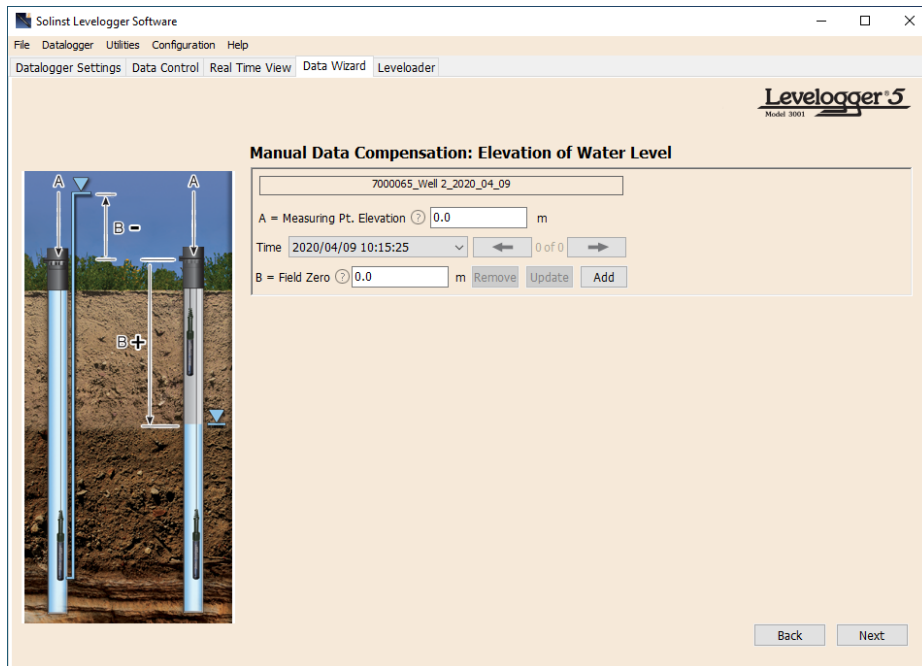 Solinst Levelogger Software
File Datalogger Utilities Configuration Help
Datalogger Settings Data Control Real Time View Data Wizard Leveloader
Levelogger®5
Model 3001
Manual Data Compensation: Elevation of Water Level
7000065_Well 2_2020_04_09
A = Measuring Pt. Elevation ? 0.0 m
Time 2020/04/09 10:15:25 0 of 0
B = Field Zero ? 0.0 m Remove Update Add
A A
B -
B +
Back Next